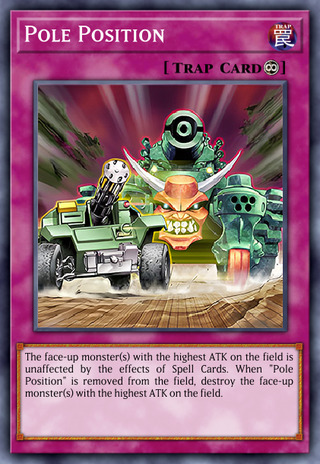 Pole Position
TRAP
罠
[ Trap Card ]
The face-up monster(s) with the highest ATK on the field is
unaffected by the effects of Spell Cards. When "Pole
Position" is removed from the field, destroy the face-up
monster(s) with the highest ATK on the field.